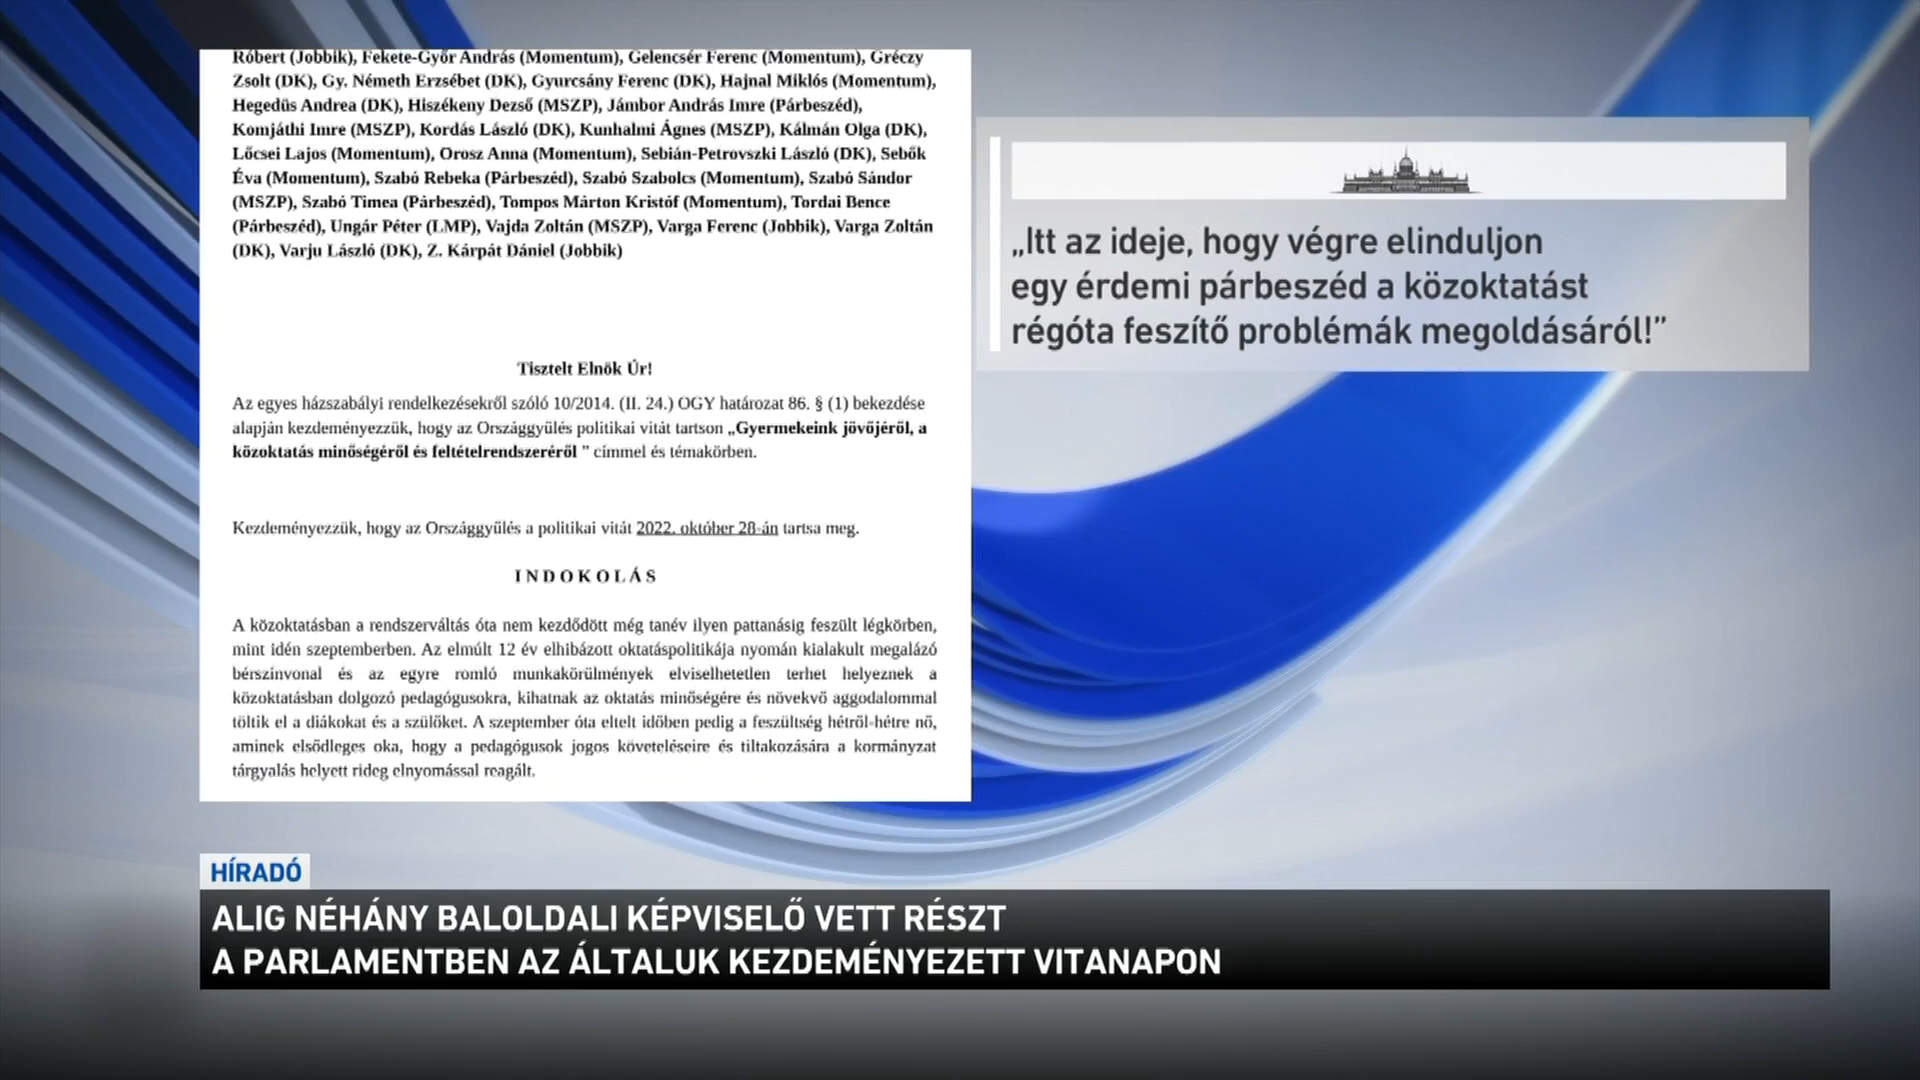 Róbert (Jobbik), Fekete-Győr András (Momentum), Gelencsér Ferenc (Momentum), Gréczy
Zsolt (DK), Gy. Németh Erzsébet (DK), Gyurcsány Ferenc (DK), Hajnal Miklós (Momentum),
Hegedüs Andrea (DK), Hiszékeny Dezső (MSZP), Jámbor András Imre (Párbeszéd),
Komjáthi Imre (MSZP), Kordás László (DK), Kunhalmi Ágnes (MSZP), Kálmán Olga (DK),
Lőcsei Lajos (Momentum), Orosz Anna (Momentum), Sebián-Petrovszki László (DK), Sebők
Éva (Momentum), Szabó Rebeka (Párbeszéd), Szabó Szabolcs (Momentum), Szabó Sándor
(MSZP), Szabó Timea (Párbeszéd), Tompos Márton Kristóf (Momentum), Tordai Bence
(Párbeszéd), Ungár Péter (LMP), Vajda Zoltán (MSZP), Varga Ferenc (Jobbik), Varga Zoltán
(DK), Varju László (DK), Z. Kárpát Dániel (Jobbik)
Tisztelt Elnök Úr!
Az egyes házszabályi rendelkezésekről szóló 10/2014. (II. 24.) OGY határozat 86. § (1) bekezdése
alapján kezdeményezzük, hogy az Országgyűlés politikai vitát tartson „Gyermekeink jövőjéről, a
közoktatás minőségéről és feltételrendszeréről ” címmel és témakörben.
Kezdeményezzük, hogy az Országgyűlés a politikai vitát 2022. október 28-án tartsa meg.
I N D O K O L Á S
A közoktatásban a rendszerváltás óta nem kezdődött még tanév ilyen pattanásig feszült légkörben,
mint idén szeptemberben. Az elmúlt 12 év elhibázott oktatáspolitikája nyomán kialakult megalázó
bérszínvonal és az egyre romló munkakörülmények elviselhetetlen terhet helyeznek a
közoktatásban dolgozó pedagógusokra, kihatnak az oktatás minőségére és növekvő aggodalommal
töltik el a diákokat és a szülőket. A szeptember óta eltelt időben pedig a feszültség hétről-hétre nő,
aminek elsődleges oka, hogy a pedagógusok jogos követeléseire és tiltakozására a kormányzat
tárgyalás helyett rideg elnyomással reagált.
„Itt az ideje, hogy végre elinduljon
egy érdemi párbeszéd a közoktatást
régóta feszítő problémák megoldásáról!”
HÍRADÓ
ALIG NÉHÁNY BALOLDALI KÉPVISELŐ VETT RÉSZT
A PARLAMENTBEN AZ ÁLTALUK KEZDEMÉNYEZETT VITANAPON